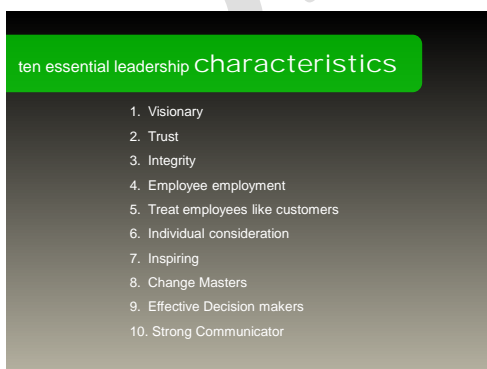 ten essential leadership characteristics
1. Visionary
2. Trust
3. Integrity
4. Employee employment
5. Treat employees like customers
6. Individual consideration
7. Inspiring
8. Change Masters
9. Effective Decision makers
10. Strong Communicator